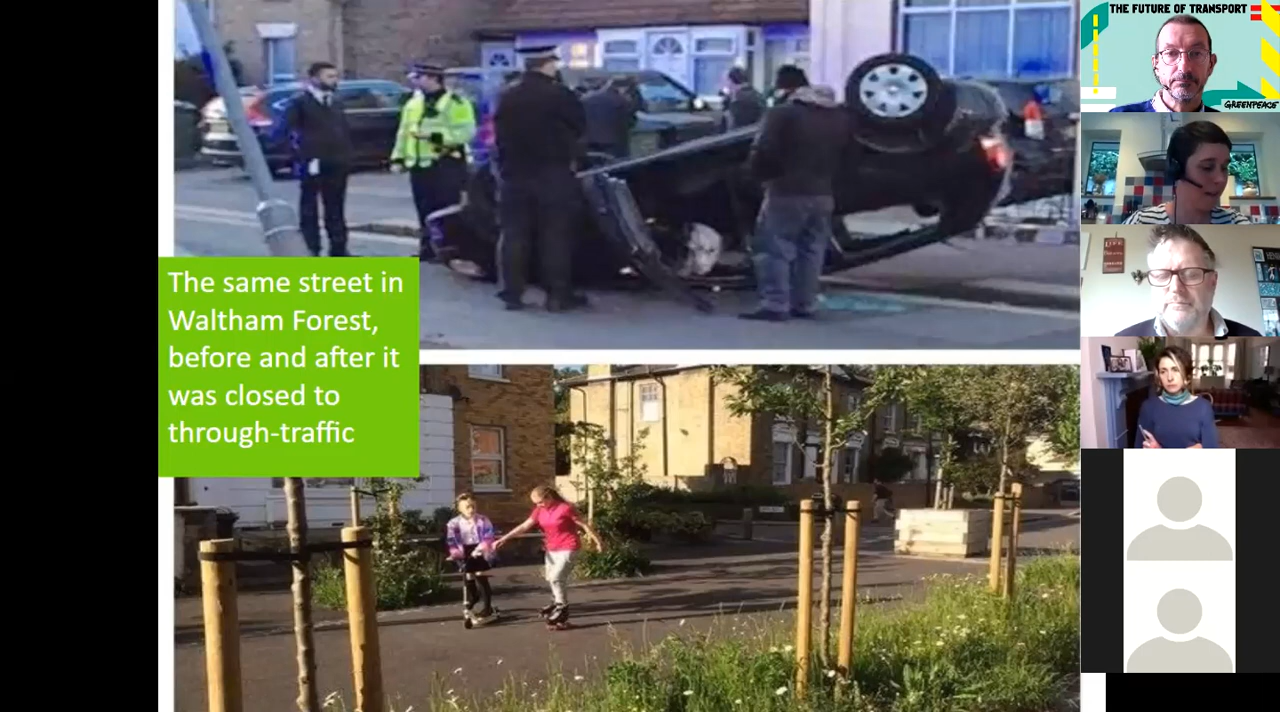 The same street in
Waltham Forest,
before and after it
was closed to
through-traffic
THE FUTURE OF TRANSPORT
GREENPEACE